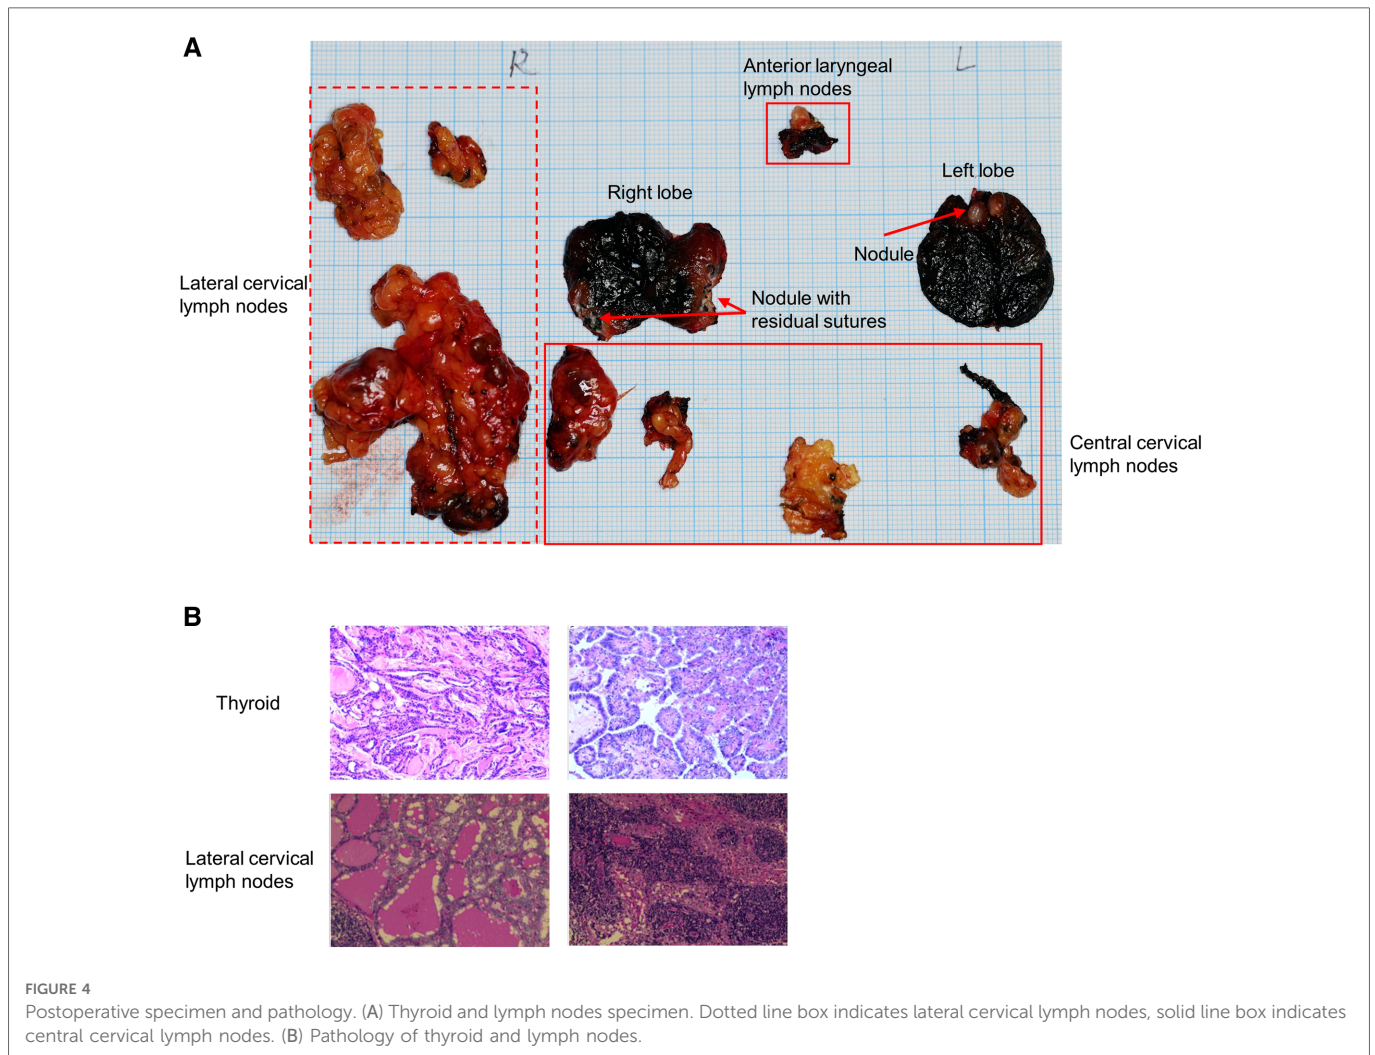 A
R
L
Anterior laryngeal
lymph nodes
Left lobe
Right lobe
Nodule
Lateral cervical
lymph nodes
Nodule with
residual sutures
Central cervical
lymph nodes
B
Thyroid
Lateral cervical
lymph nodes
FIGURE 4
Postoperative specimen and pathology. (A) Thyroid and lymph nodes specimen. Dotted line box indicates lateral cervical lymph nodes, solid line box indicates
central cervical lymph nodes. (B) Pathology of thyroid and lymph nodes.